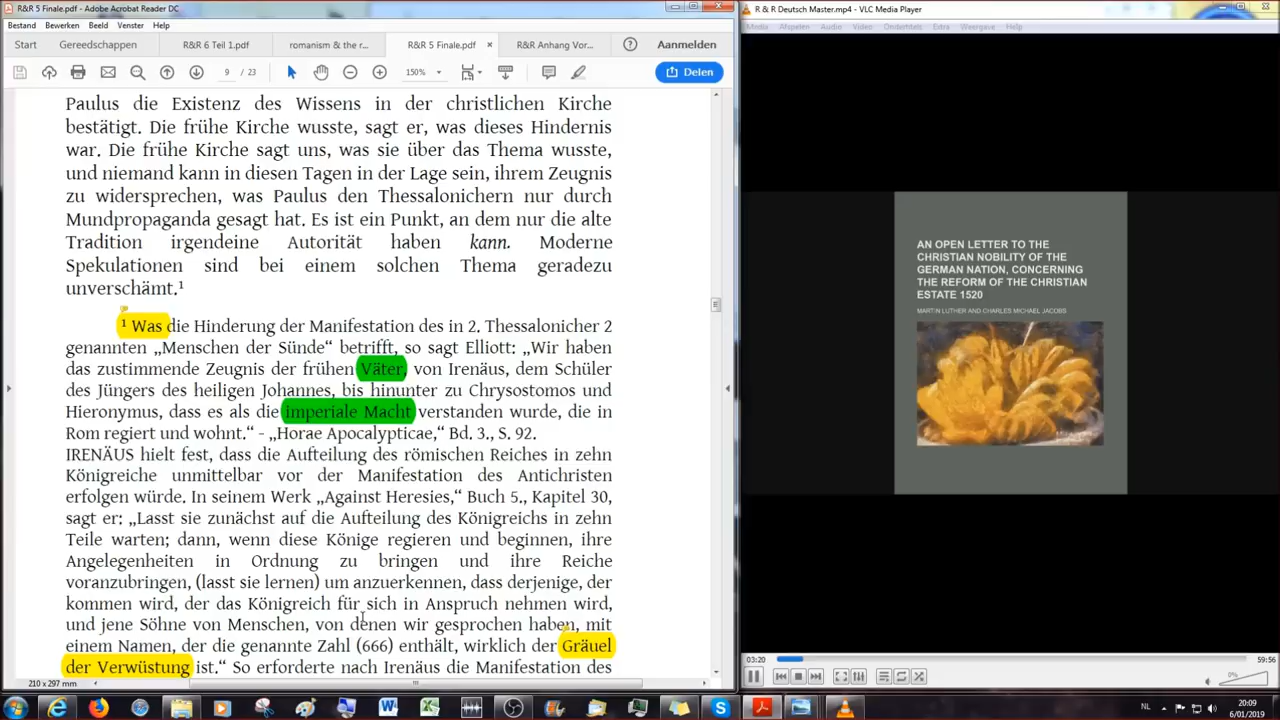 R&R 5 Finale.pdf - Adobe Acrobat Reader DC
Bestand Bewerken Beeld Venster Help
Start Gereedschappen R&R 6 Teil 1.pdf romanism & the r... R&R 5 Finale.pdf × R&R Anhang Vor... Aanmelden
9 / 23 150% Delen
Paulus die Existenz des Wissens in der christlichen Kirche
bestätigt. Die frühe Kirche wusste, sagt er, was dieses Hindernis
war. Die frühe Kirche sagt uns, was sie über das Thema wusste,
und niemand kann in diesen Tagen in der Lage sein, ihrem Zeugnis
zu widersprechen, was Paulus den Thessalonichern nur durch
Mundpropaganda gesagt hat. Es ist ein Punkt, an dem nur die alte
Tradition irgendeine Autorität haben kann. Moderne
Spekulationen sind bei einem solchen Thema geradezu
unverschämt.¹
¹ Was die Hinderung der Manifestation des in 2. Thessalonicher 2
genannten „Menschen der Sünde“ betrifft, so sagt Elliott: „Wir haben
das zustimmende Zeugnis der frühen Väter, von Irenäus, dem Schüler
des Jüngers des heiligen Johannes, bis hinunter zu Chrysostomos und
Hieronymus, dass es als die imperiale Macht verstanden wurde, die in
Rom regiert und wohnt.“ - „Horae Apocalypticae,“ Bd. 3., S. 92.
IRENÄUS hielt fest, dass die Aufteilung des römischen Reiches in zehn
Königreiche unmittelbar vor der Manifestation des Antichristen
erfolgen würde. In seinem Werk „Against Heresies,“ Buch 5., Kapitel 30,
sagt er: „Lasst sie zunächst auf die Aufteilung des Königreichs in zehn
Teile warten; dann, wenn diese Könige regieren und beginnen, ihre
Angelegenheiten in Ordnung zu bringen und ihre Reiche
voranzubringen, (lasst sie lernen) um anzuerkennen, dass derjenige, der
kommen wird, der das Königreich für sich in Anspruch nehmen wird,
und jene Söhne von Menschen, von denen wir gesprochen haben, mit
einem Namen, der die genannte Zahl (666) enthält, wirklich der Gräuel
der Verwüstung ist.“ So erforderte nach Irenäus die Manifestation des
210 x 297 mm
R & R Deutsch Master.mp4 - VLC Media Player
Media Afspelen Audio Video Ondertitels Extra Weergave Help
AN OPEN LETTER TO THE
CHRISTIAN NOBILITY OF THE
GERMAN NATION, CONCERNING
THE REFORM OF THE CHRISTIAN
ESTATE 1520
MARTIN LUTHER AND CHARLES MICHAEL JACOBS
03:20 59:56
0%
NL 20:09
6/01/2019